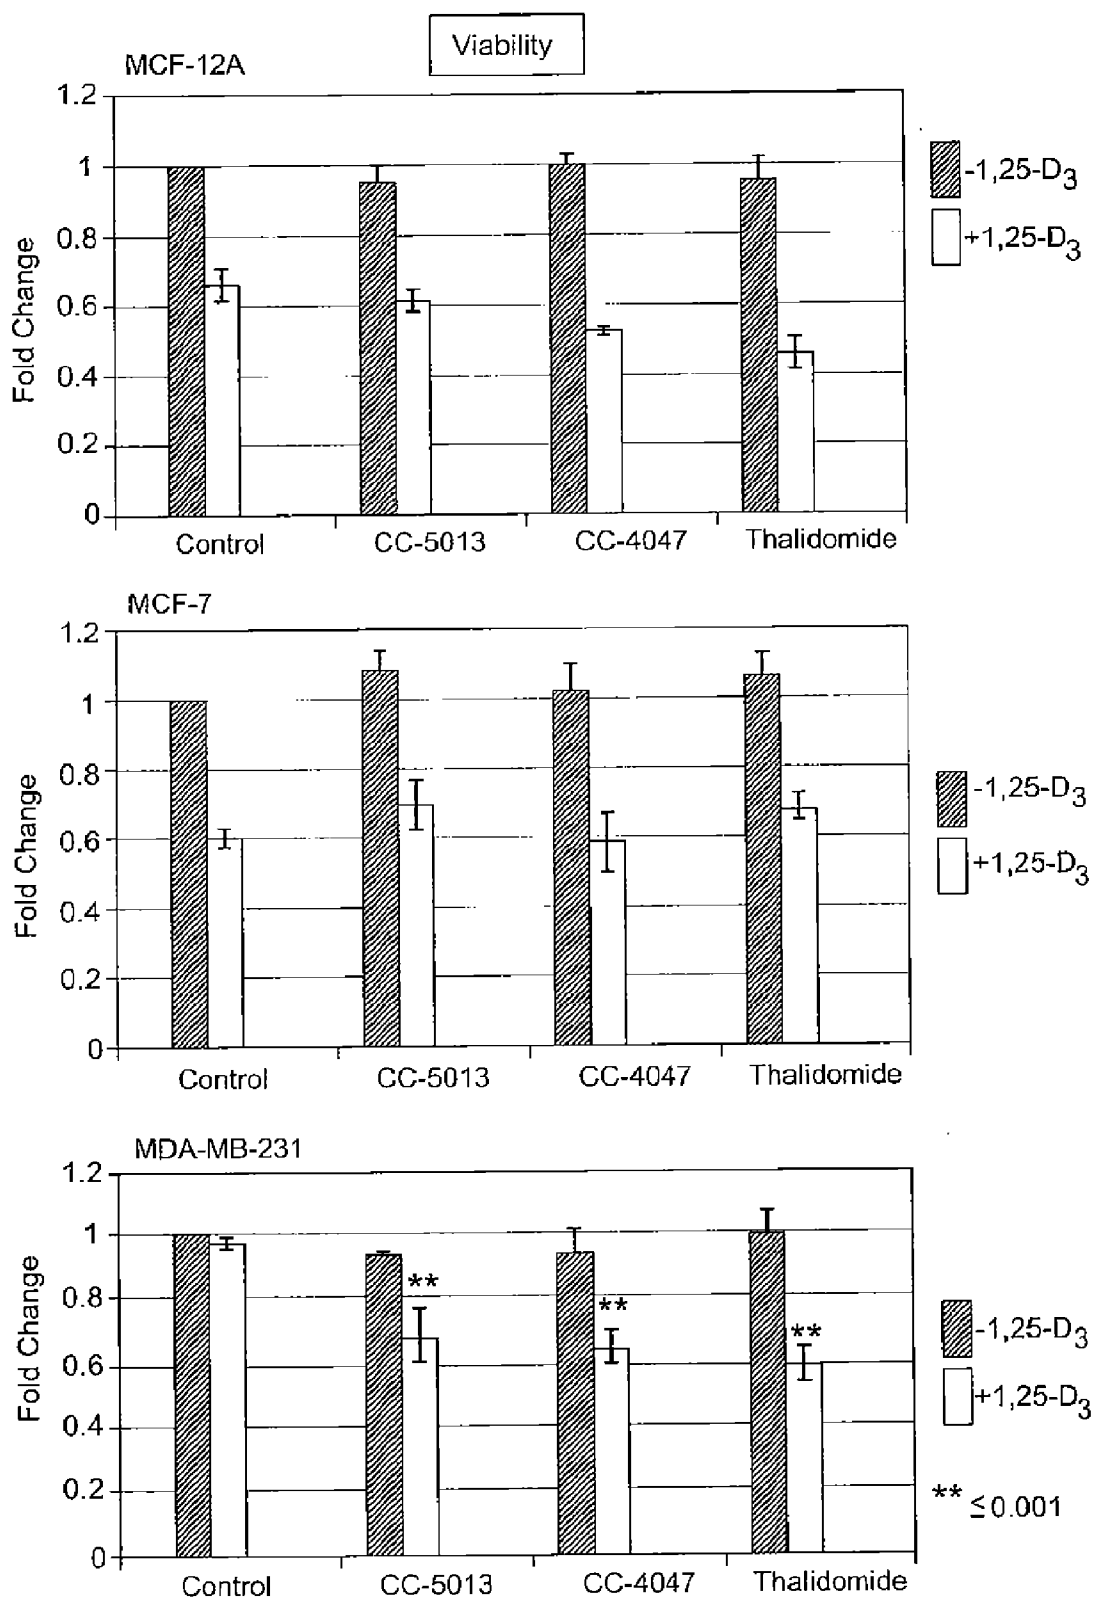 Viability
MCF-12A
1.2
1
0.8
0.6
0.4
0.2
0
Fold Change
Control CC-5013 CC-4047 Thalidomide
-1,25-D3
+1,25-D3
MCF-7
1.2
1
0.8
0.6
0.4
0.2
0
Fold Change
Control CC-5013 CC-4047 Thalidomide
-1,25-D3
+1,25-D3
MDA-MB-231
1.2
1
0.8
0.6
0.4
0.2
0
Fold Change
**
**
**
Control CC-5013 CC-4047 Thalidomide
-1,25-D3
+1,25-D3
** ≤0.001